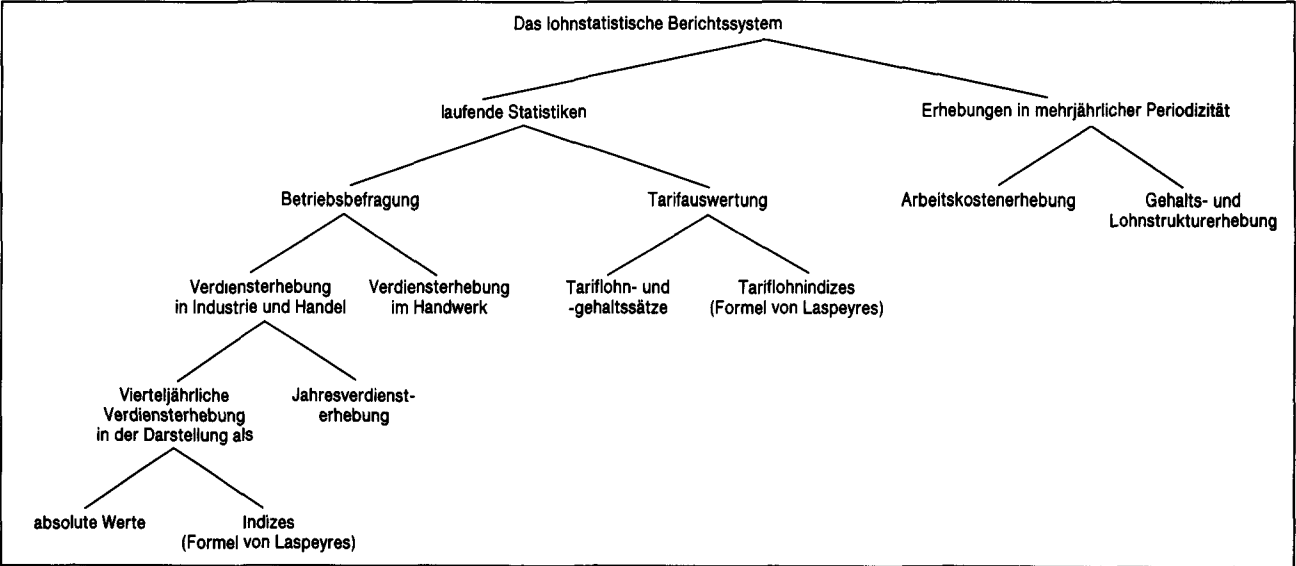 Das lohnstatistische Berichtssystem
laufende Statistiken
Erhebungen in mehrjährlicher Periodizität
Betriebsbefragung
Tarifauswertung
Arbeitskostenerhebung
Gehalts- und
Lohnstrukturerhebung
Verdiensterhebung
in Industrie und Handel
Verdiensterhebung
im Handwerk
Tariflohn- und
-gehaltssätze
Tariflohnindizes
(Formel von Laspeyres)
Vierteljährliche
Verdiensterhebung
in der Darstellung als
Jahresverdienst-
erhebung
absolute Werte
Indizes
(Formel von Laspeyres)